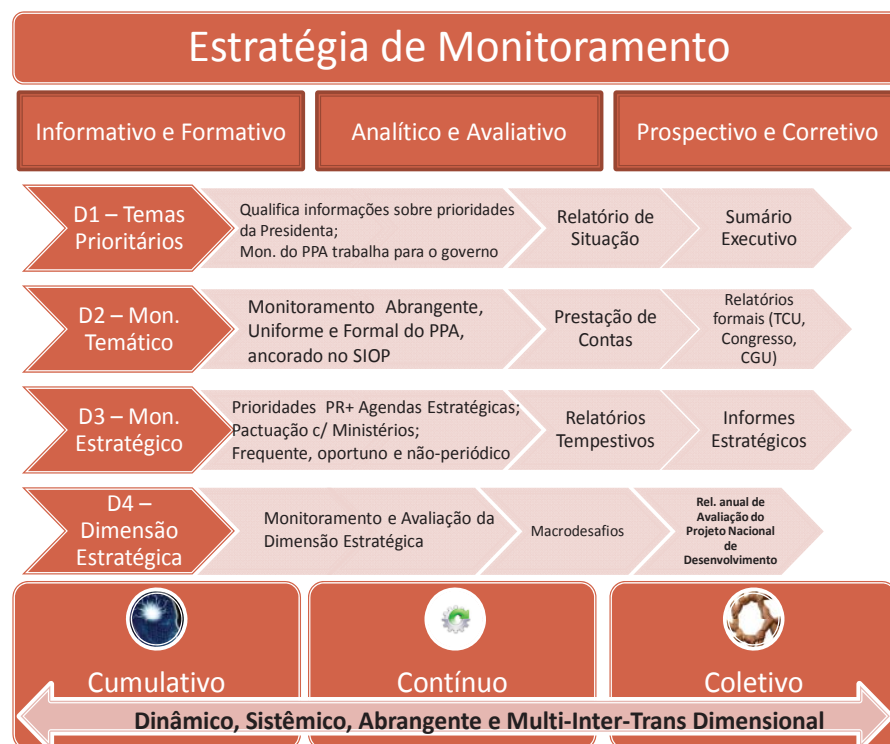 Estratégia de Monitoramento
Informativo e Formativo
Analítico e Avaliativo
Prospectivo e Corretivo
D1 – Temas
Prioritários
Qualifica informações sobre prioridades
da Presidenta;
Mon. do PPA trabalha para o governo
Relatório de
Situação
Sumário
Executivo
D2 – Mon.
Temático
Monitoramento Abrangente,
Uniforme e Formal do PPA,
ancorado no SIOP
Prestação de
Contas
Relatórios
formais (TCU,
Congresso,
CGU)
D3 – Mon.
Estratégico
Prioridades PR+ Agendas Estratégicas;
Pactuação c/ Ministérios;
Frequente, oportuno e não-periódico
Relatórios
Tempestivos
Informes
Estratégicos
D4 –
Dimensão
Estratégica
Monitoramento e Avaliação da
Dimensão Estratégica
Macrodesafios
Rel. anual de
Avaliação do
Projeto Nacional
de
Desenvolvimento
Cumulativo
Contínuo
Coletivo
Dinâmico, Sistêmico, Abrangente e Multi-Inter-Trans Dimensional